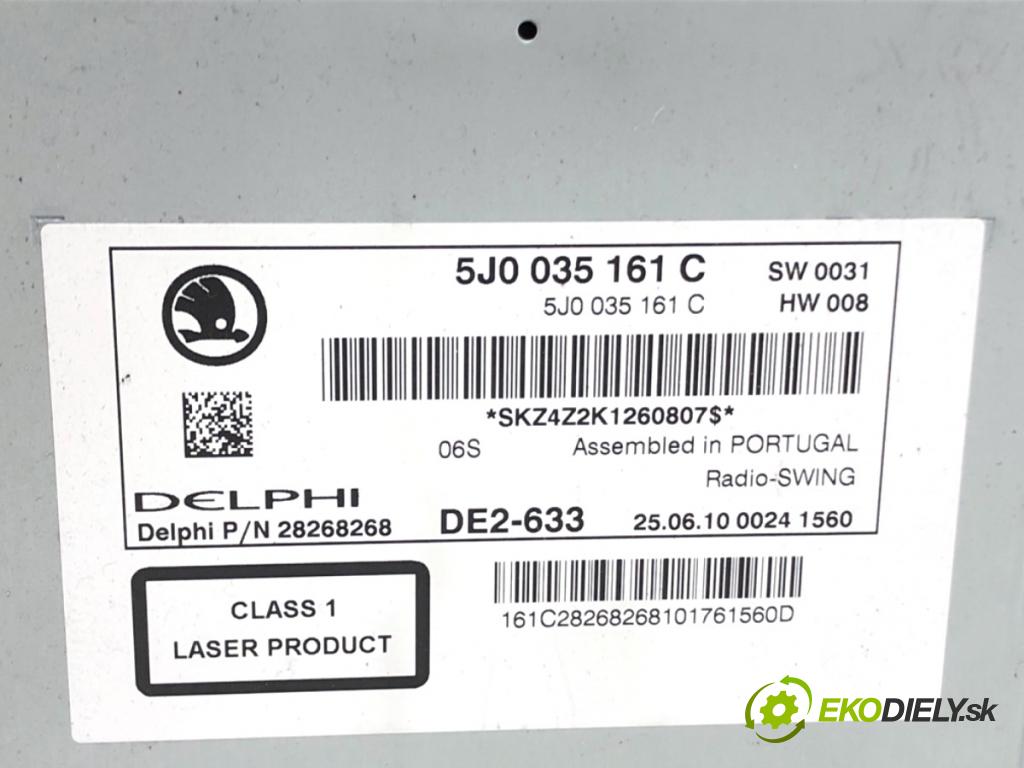 5J0 035 161 C SW 0031
5J0 035 161 C HW 008
*SKZ4Z2K1260807$*
06S Assembled in PORTUGAL
Radio-SWING
DELPHI
Delphi P/N 28268268 DE2-633 25.06.10 0024 1560
CLASS 1
LASER PRODUCT
161C28268268101761560D
EKODIELY.sk